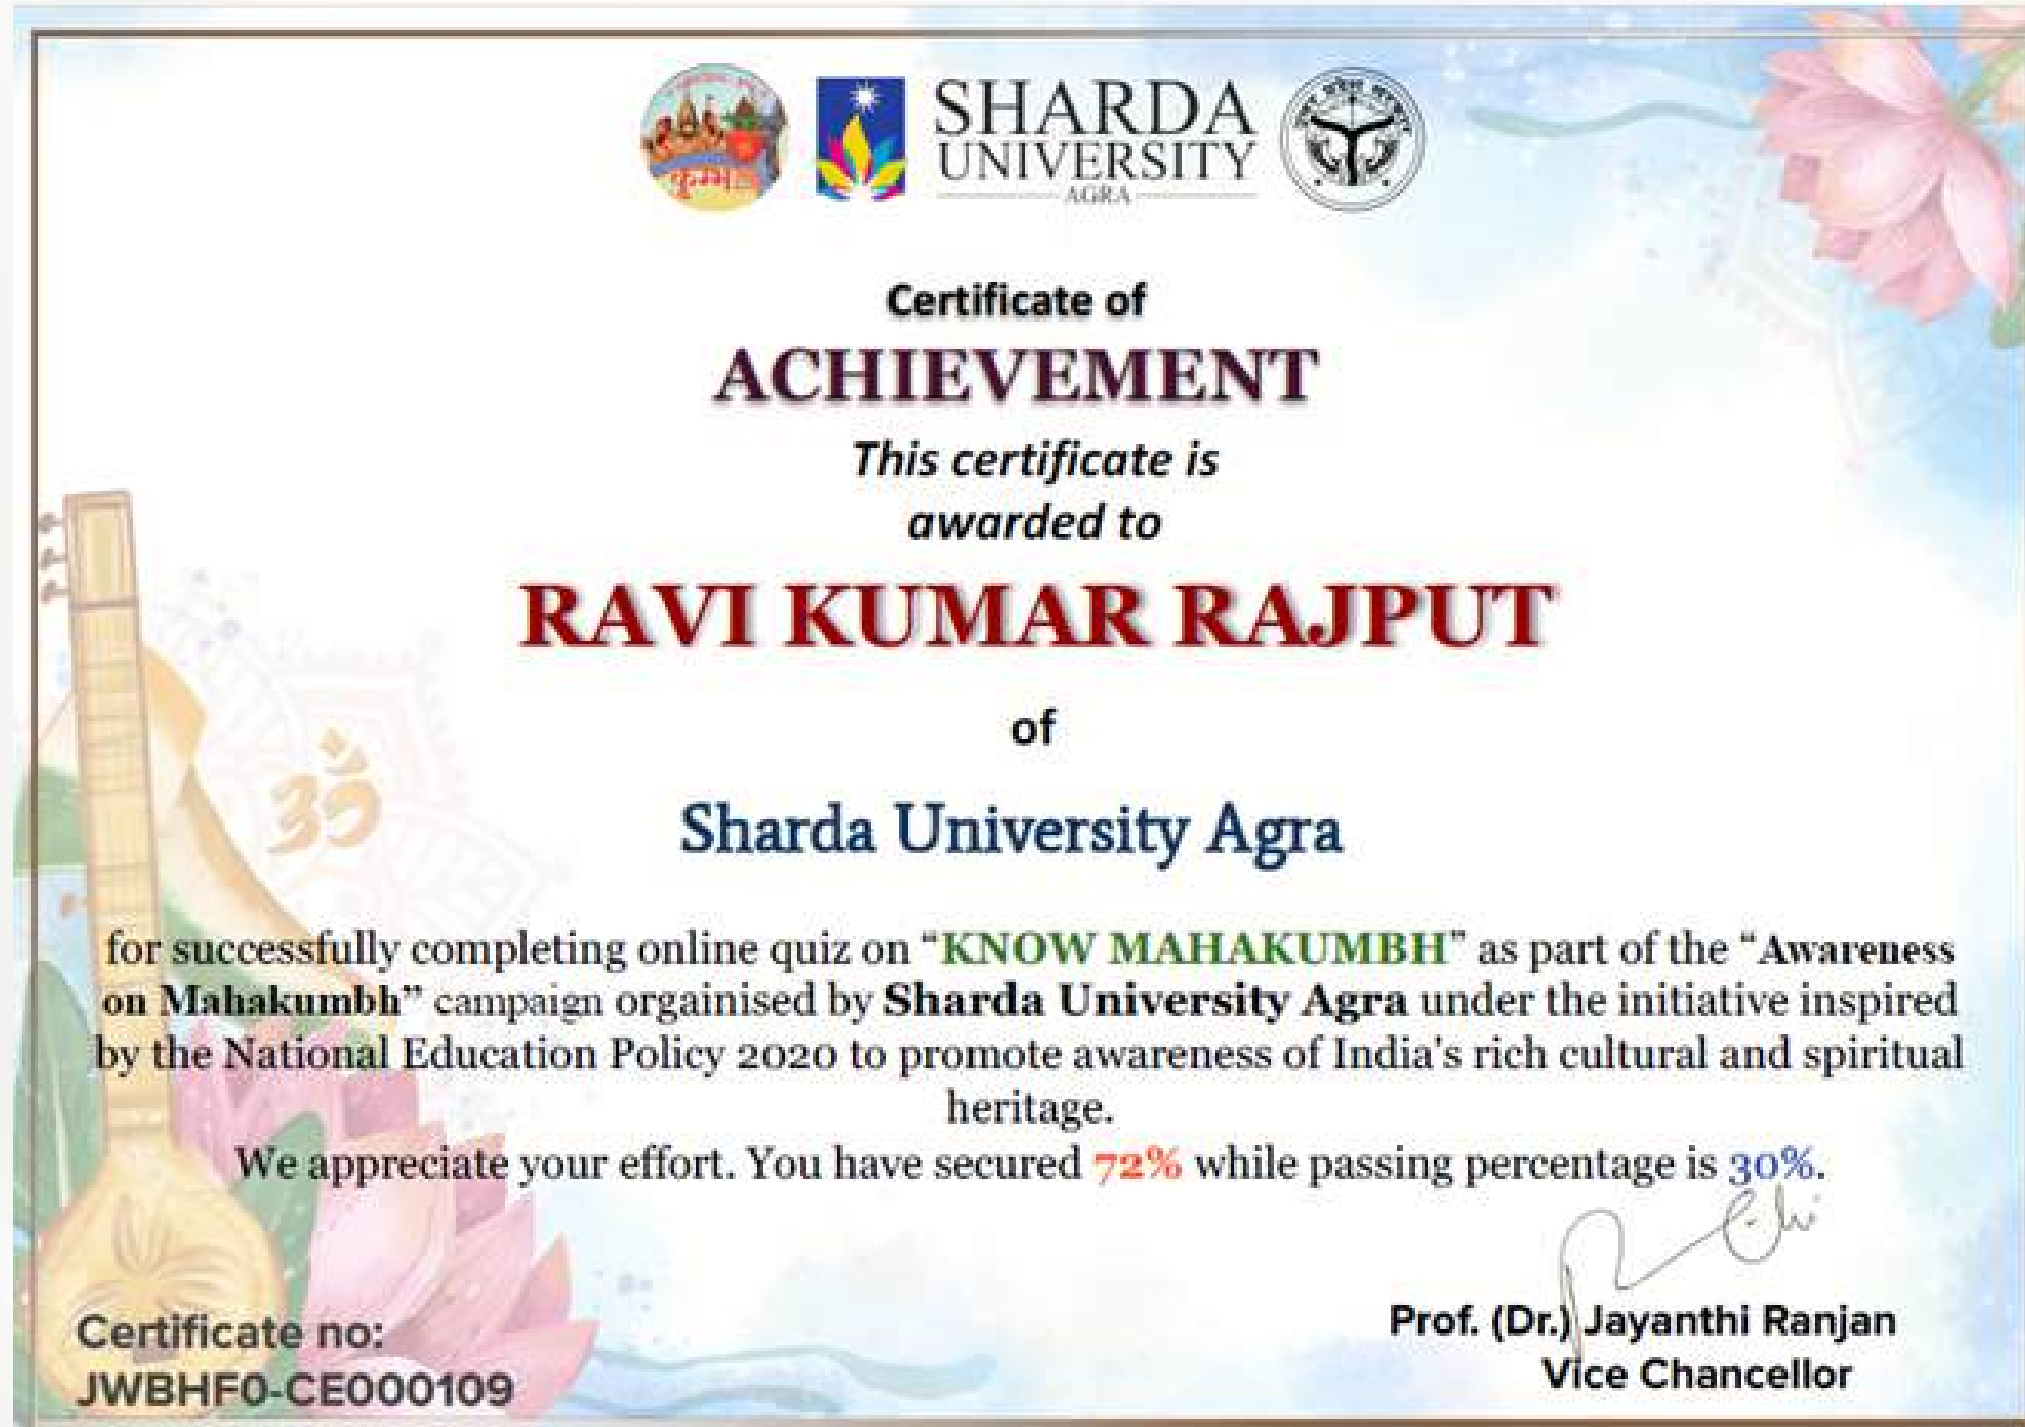 कुम्भ
SHARDA
UNIVERSITY
AGRA
उत्तर प्रदेश सरकार
Certificate of
ACHIEVEMENT
This certificate is
awarded to
RAVI KUMAR RAJPUT
of
Sharda University Agra
ॐ
for successfully completing online quiz on “KNOW MAHAKUMBH” as part of the “Awareness
on Mahakumbh” campaign orgainised by Sharda University Agra under the initiative inspired
by the National Education Policy 2020 to promote awareness of India's rich cultural and spiritual
heritage.
We appreciate your effort. You have secured 72% while passing percentage is 30%.
Certificate no:
JWBHF0-CE000109
Prof. (Dr.) Jayanthi Ranjan
Vice Chancellor